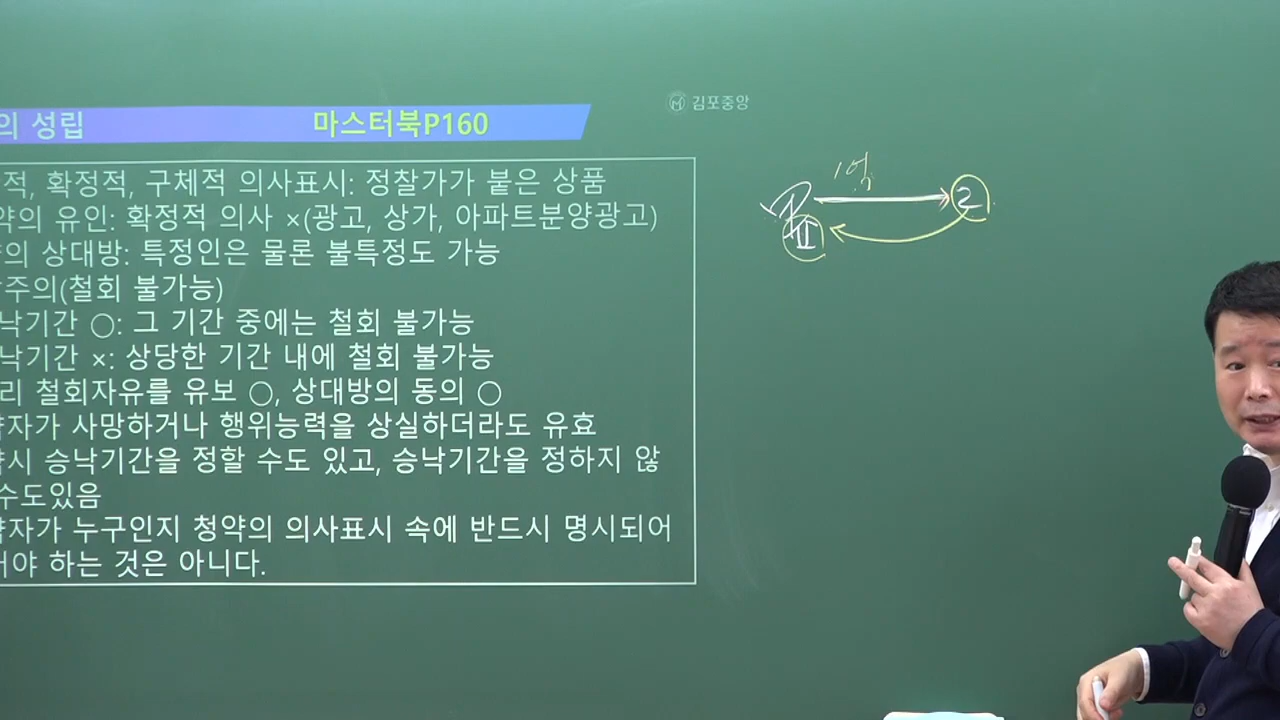 의 성립 마스터북P160
김포중앙
적, 확정적, 구체적 의사표시: 정찰가가 붙은 상품
약의 유인: 확정적 의사 ×(광고, 상가, 아파트분양광고)
의 상대방: 특정인은 물론 불특정도 가능
주의(철회 불가능)
낙기간 ○: 그 기간 중에는 철회 불가능
낙기간 ×: 상당한 기간 내에 철회 불가능
리 철회자유를 유보 ○, 상대방의 동의 ○
약자가 사망하거나 행위능력을 상실하더라도 유효
약시 승낙기간을 정할 수도 있고, 승낙기간을 정하지 않
수도있음
약자가 누구인지 청약의 의사표시 속에 반드시 명시되어
어야 하는 것은 아니다.
1억